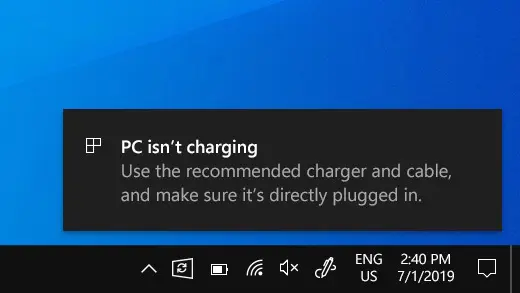 PC isn't charging
Use the recommended charger and cable,
and make sure it's directly plugged in.
ENG
US
2:40 PM
7/1/2019